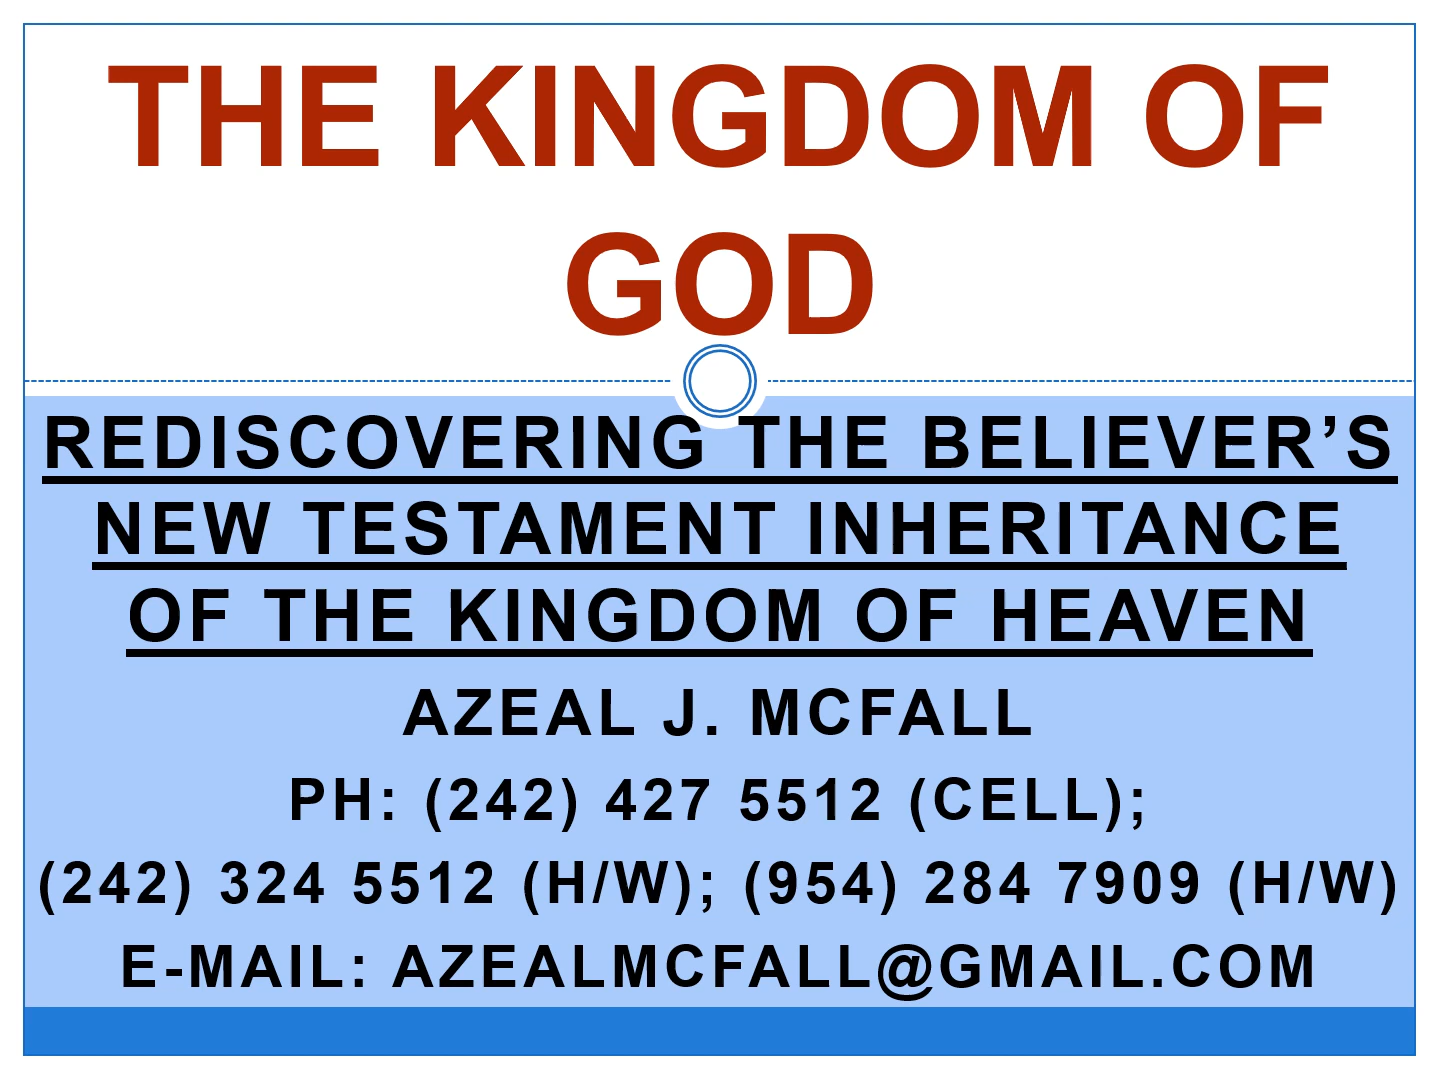 THE KINGDOM OF
GOD
REDISCOVERING THE BELIEVER’S
NEW TESTAMENT INHERITANCE
OF THE KINGDOM OF HEAVEN
AZEAL J. MCFALL
PH: (242) 427 5512 (CELL);
(242) 324 5512 (H/W); (954) 284 7909 (H/W)
E-MAIL: AZEALMCFALL@GMAIL.COM